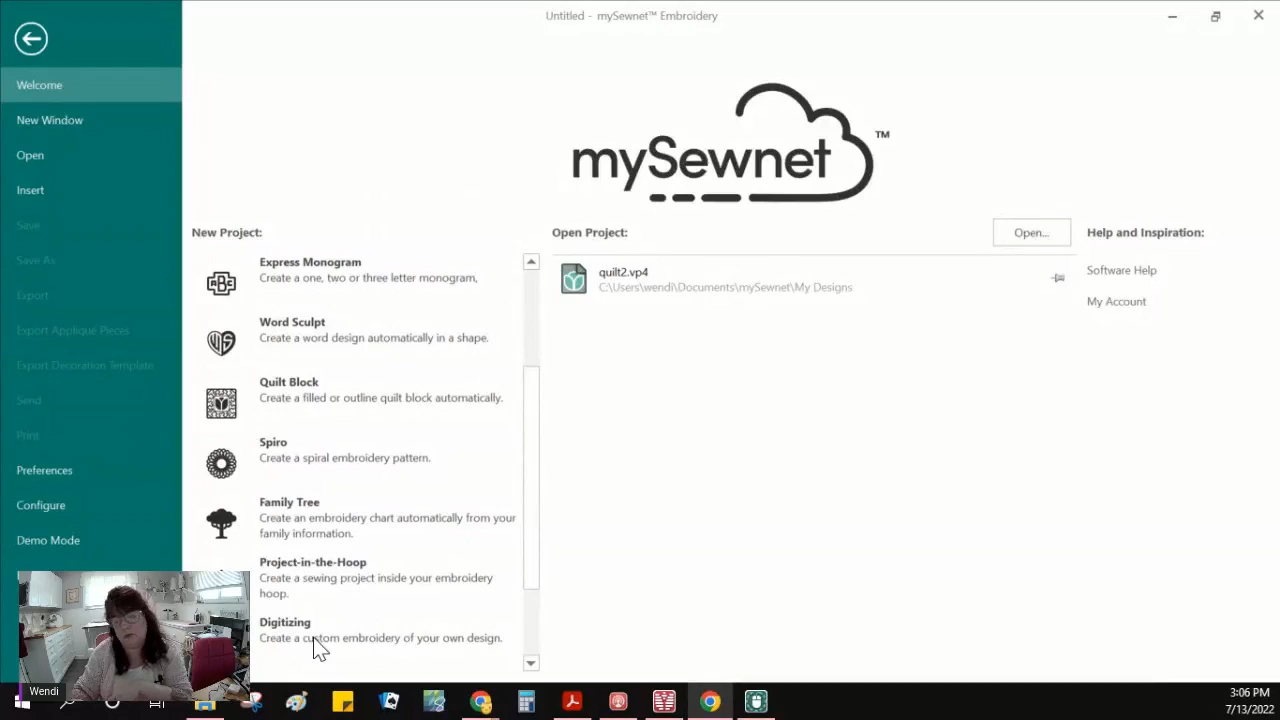 Untitled - mySewnet™ Embroidery
Welcome
New Window
Open
Insert
Save
Save As
Export
Export Appliqué Pieces
Export Decoration Template
Send
Print
Preferences
Configure
Demo Mode
mySewnet™
New Project:
Express Monogram
Create a one, two or three letter monogram,
Word Sculpt
Create a word design automatically in a shape.
Quilt Block
Create a filled or outline quilt block automatically.
Spiro
Create a spiral embroidery pattern.
Family Tree
Create an embroidery chart automatically from your
family information.
Project-in-the-Hoop
Create a sewing project inside your embroidery
hoop.
Digitizing
Create a custom embroidery of your own design.
Open Project:
Open...
quilt2.vp4
C:\Users\wendi\Documents\mySewnet\My Designs
Help and Inspiration:
Software Help
My Account
Wendi
3:06 PM
7/13/2022